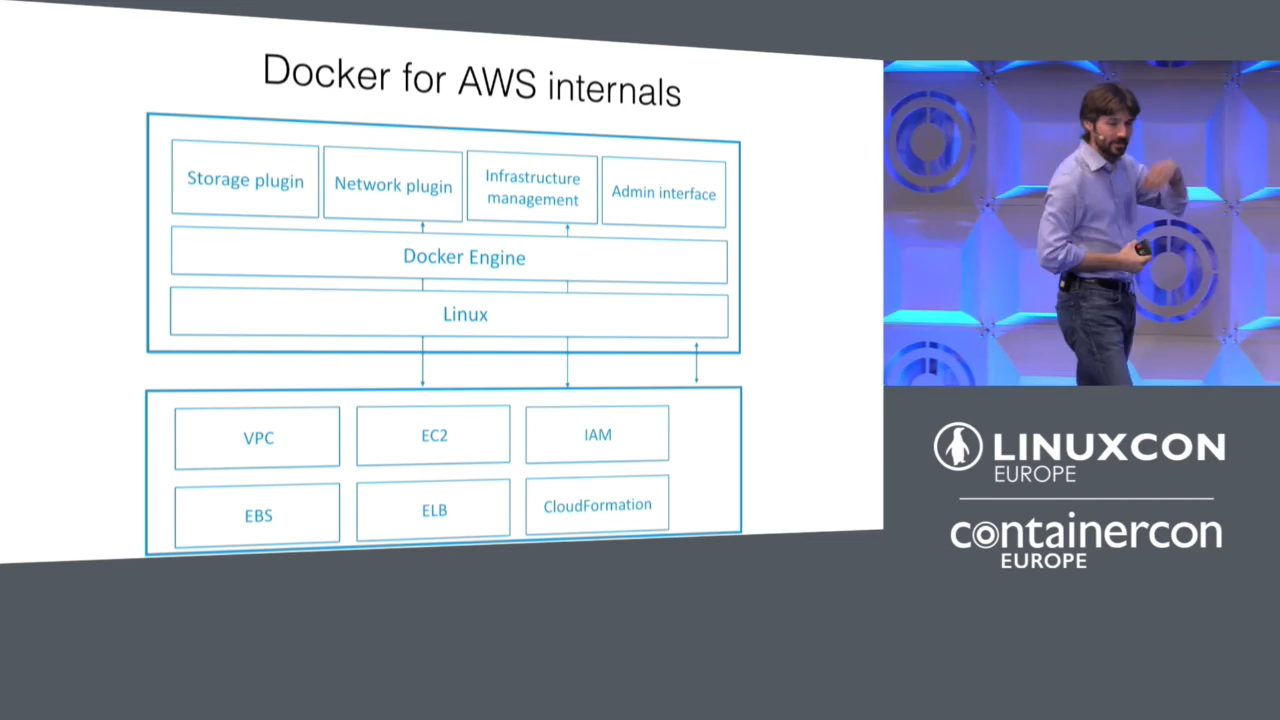 Docker for AWS internals
Storage plugin
Network plugin
Infrastructure
management
Admin interface
Docker Engine
Linux
VPC
EC2
IAM
EBS
ELB
CloudFormation
LINUXCON
EUROPE
containercon
EUROPE